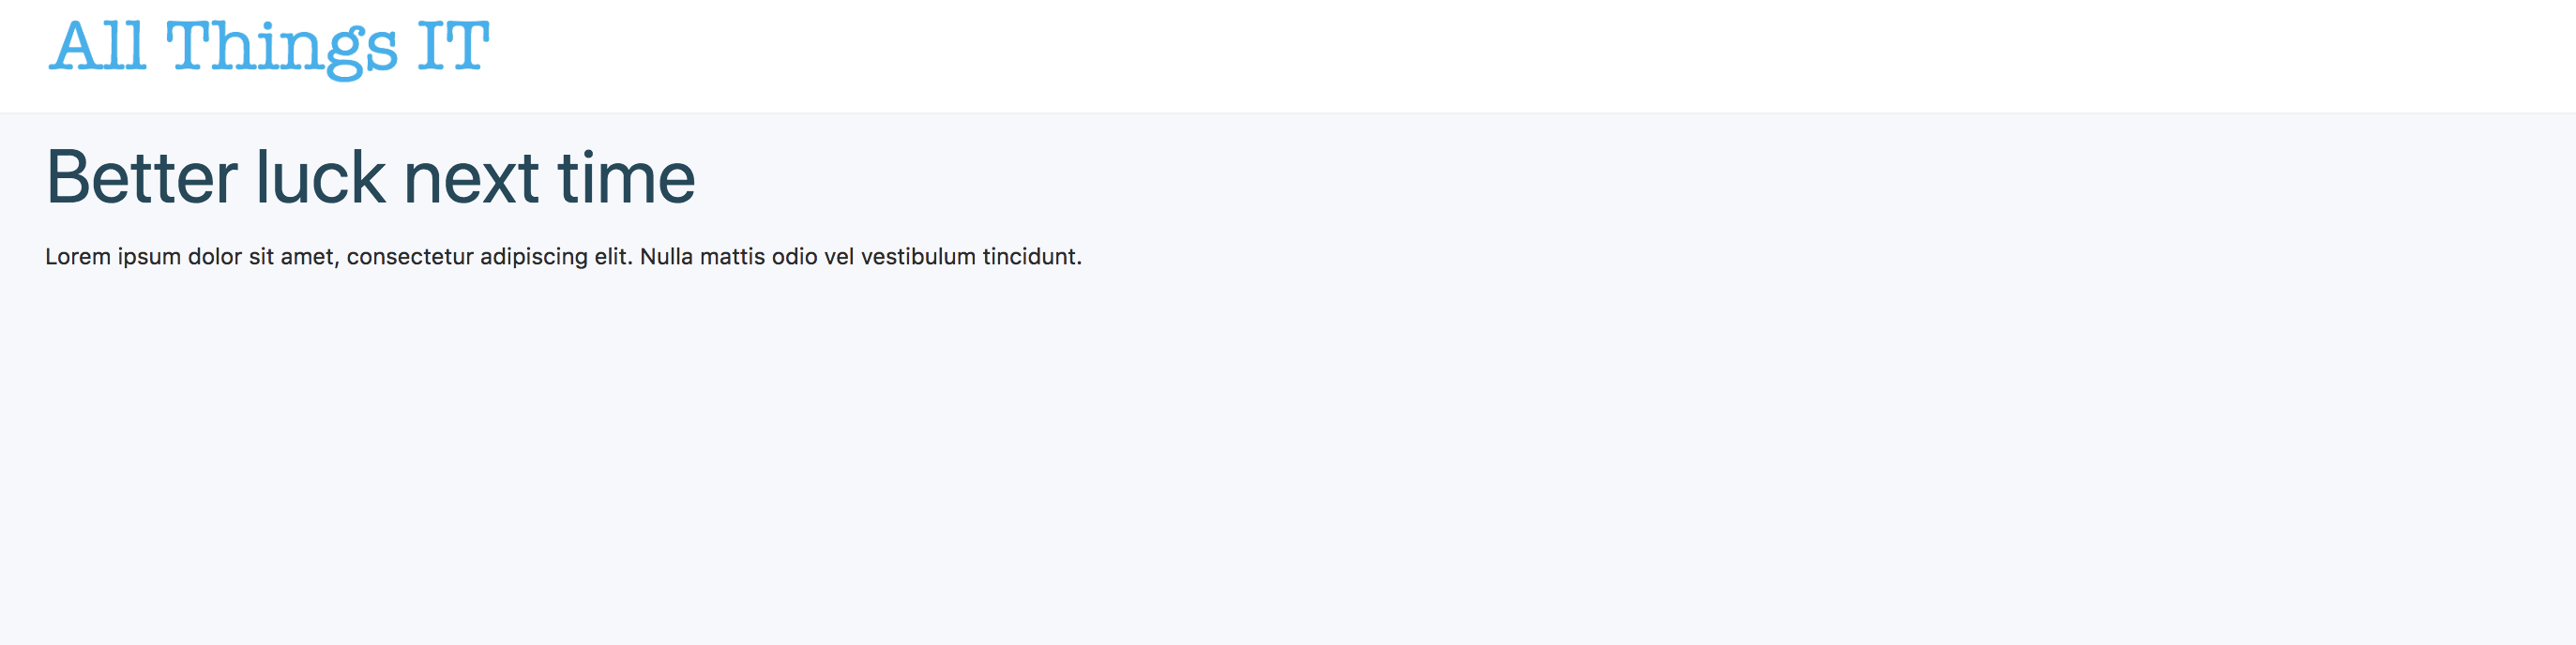 All Things IT
Better luck next time
Lorem ipsum dolor sit amet, consectetur adipiscing elit. Nulla mattis odio vel vestibulum tincidunt.